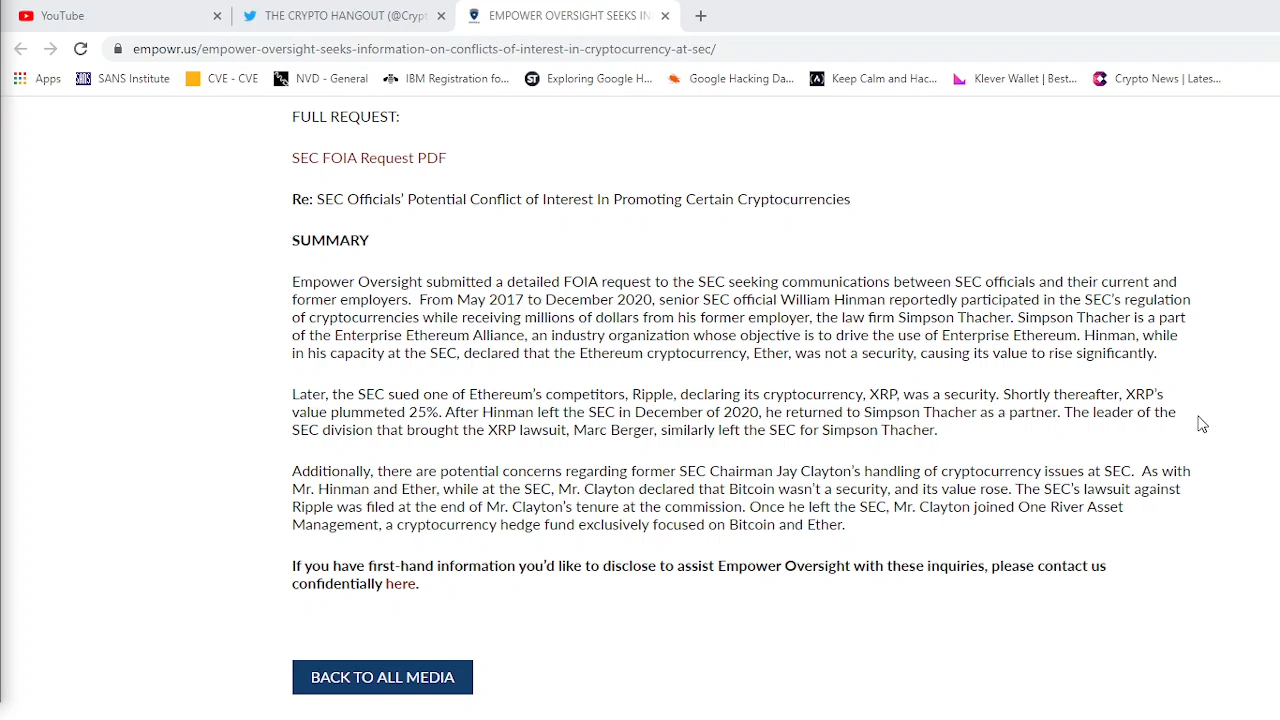 YouTube
THE CRYPTO HANGOUT (@Crypt
EMPOWER OVERSIGHT SEEKS IN
empowr.us/empower-oversight-seeks-information-on-conflicts-of-interest-in-cryptocurrency-at-sec/
Apps
SANS SANS Institute
CVE - CVE
NVD - General
IBM Registration fo...
ST Exploring Google H...
Google Hacking Da...
Keep Calm and Hac...
Klever Wallet | Best...
Crypto News | Lates...
FULL REQUEST:
SEC FOIA Request PDF
Re: SEC Officials' Potential Conflict of Interest In Promoting Certain Cryptocurrencies
SUMMARY
Empower Oversight submitted a detailed FOIA request to the SEC seeking communications between SEC officials and their current and
former employers.  From May 2017 to December 2020, senior SEC official William Hinman reportedly participated in the SEC's regulation
of cryptocurrencies while receiving millions of dollars from his former employer, the law firm Simpson Thacher. Simpson Thacher is a part
of the Enterprise Ethereum Alliance, an industry organization whose objective is to drive the use of Enterprise Ethereum. Hinman, while
in his capacity at the SEC, declared that the Ethereum cryptocurrency, Ether, was not a security, causing its value to rise significantly.
Later, the SEC sued one of Ethereum's competitors, Ripple, declaring its cryptocurrency, XRP, was a security. Shortly thereafter, XRP's
value plummeted 25%. After Hinman left the SEC in December of 2020, he returned to Simpson Thacher as a partner. The leader of the
SEC division that brought the XRP lawsuit, Marc Berger, similarly left the SEC for Simpson Thacher.
Additionally, there are potential concerns regarding former SEC Chairman Jay Clayton's handling of cryptocurrency issues at SEC.  As with
Mr. Hinman and Ether, while at the SEC, Mr. Clayton declared that Bitcoin wasn't a security, and its value rose. The SEC's lawsuit against
Ripple was filed at the end of Mr. Clayton's tenure at the commission. Once he left the SEC, Mr. Clayton joined One River Asset
Management, a cryptocurrency hedge fund exclusively focused on Bitcoin and Ether.
If you have first-hand information you'd like to disclose to assist Empower Oversight with these inquiries, please contact us
confidentially here.
BACK TO ALL MEDIA